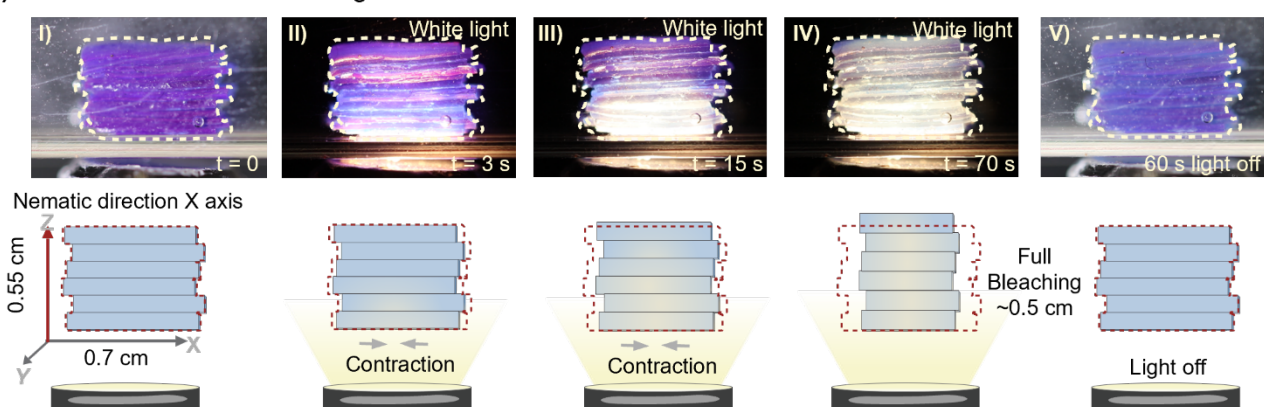 I)
t = 0
II)
White light
t = 3 s
III)
White light
t = 15 s
IV)
White light
t = 70 s
V)
60 s light off
Nematic direction X axis
Z
0.55 cm
0.7 cm
X
Y
Contraction
Contraction
Full
Bleaching
~0.5 cm
Light off